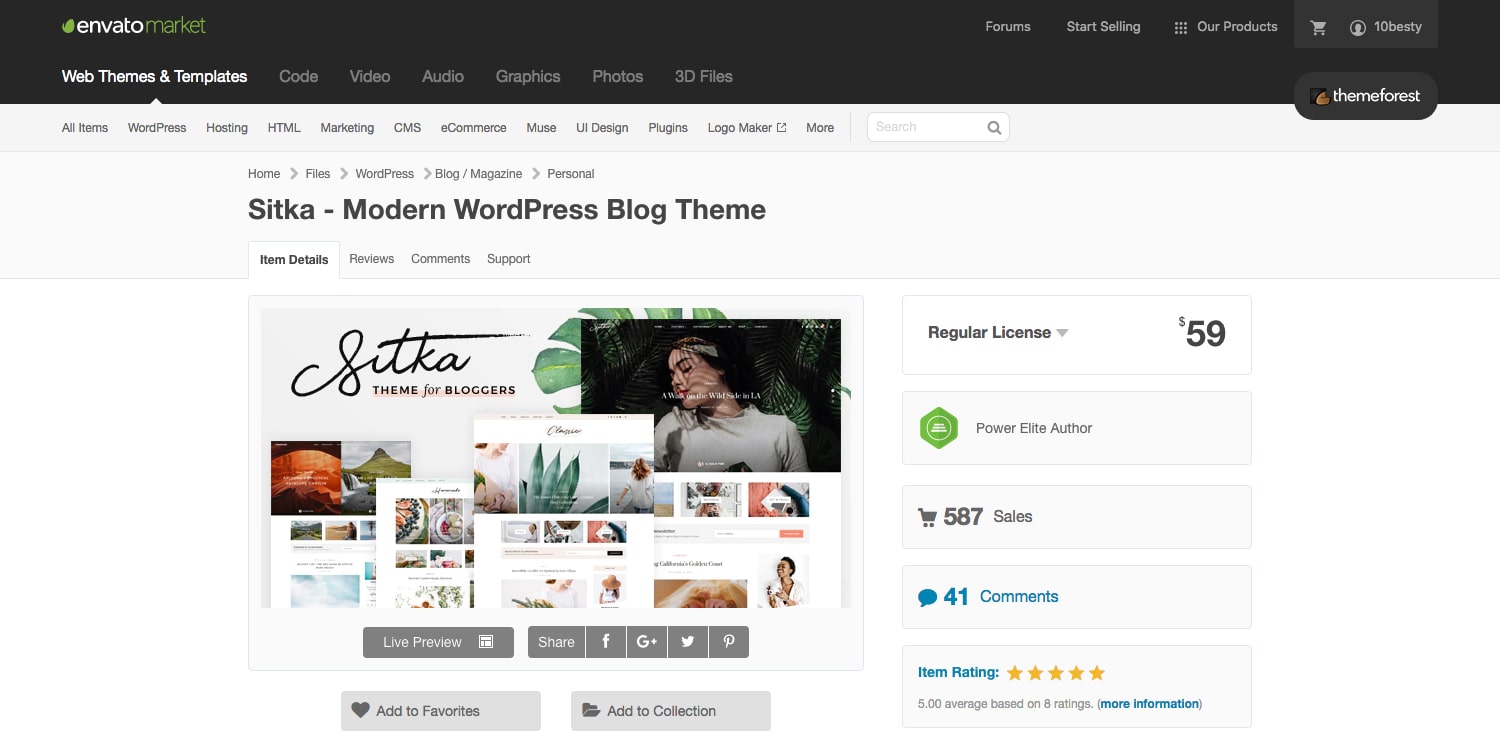 envatomarket
Forums Start Selling Our Products 10besty
Web Themes & Templates Code Video Audio Graphics Photos 3D Files
themeforest
All Items WordPress Hosting HTML Marketing CMS eCommerce Muse UI Design Plugins Logo Maker More Search
Home Files WordPress Blog / Magazine Personal
Sitka - Modern WordPress Blog Theme
Item Details Reviews Comments Support
Sitka
THEME for BLOGGERS
Sitka
A Walk on the Wild Side in LA
Classic
Regular License $59
Power Elite Author
587 Sales
41 Comments
Item Rating:
5.00 average based on 8 ratings. (more information)
Live Preview Share f G+
Add to Favorites Add to Collection